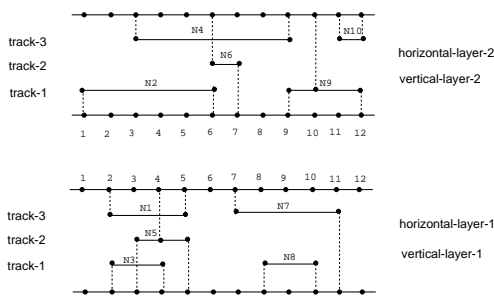 N4 N10
track-3
N6
horizontal-layer-2
track-2
vertical-layer-2
N2 N9
track-1
1 2 3 4 5 6 7 8 9 10 11 12
1 2 3 4 5 6 7 8 9 10 11 12
N1 N7
track-3
horizontal-layer-1
N5
track-2
vertical-layer-1
N3 N8
track-1